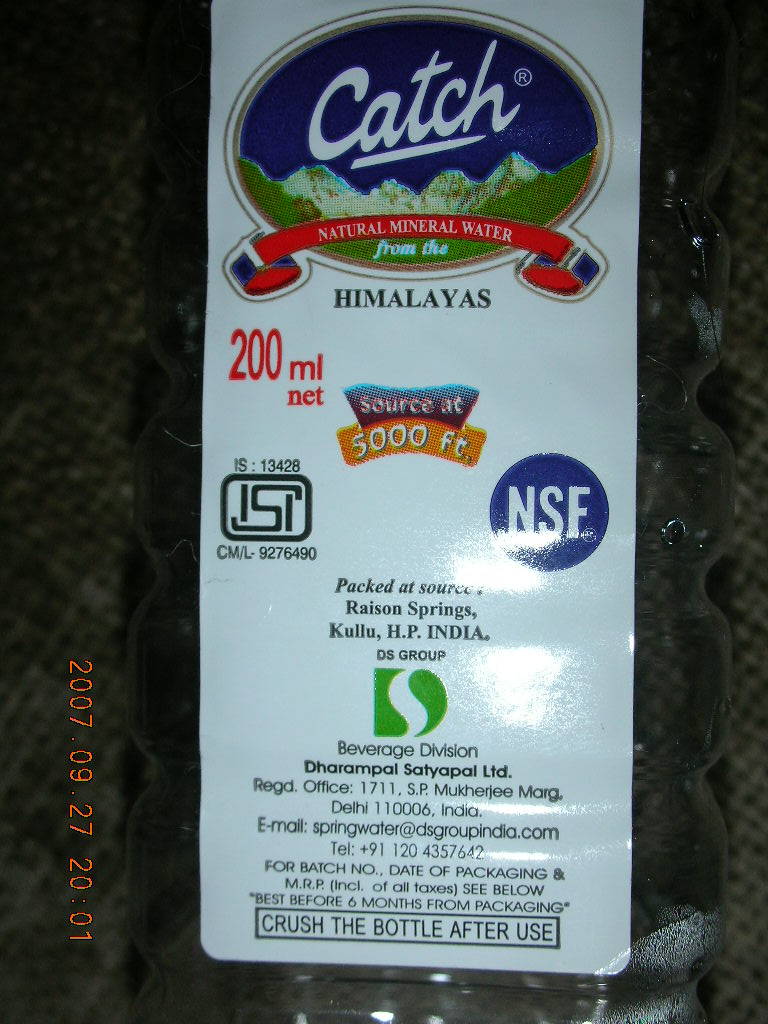 Catch®
NATURAL MINERAL WATER
from the
HIMALAYAS
200 ml
net
source at
5000 ft.
IS : 13428
ISI
CM/L- 9276490
NSF
Packed at source :
Raison Springs,
Kullu, H.P. INDIA.
DS GROUP
Beverage Division
Dharampal Satyapal Ltd.
Regd. Office: 1711, S.P. Mukherjee Marg,
Delhi 110006, India.
E-mail: springwater@dsgroupindia.com
Tel: +91 120 4357642
FOR BATCH NO., DATE OF PACKAGING &
M.R.P. (Incl. of all taxes) SEE BELOW
"BEST BEFORE 6 MONTHS FROM PACKAGING"
CRUSH THE BOTTLE AFTER USE
2007.09.27 20:01